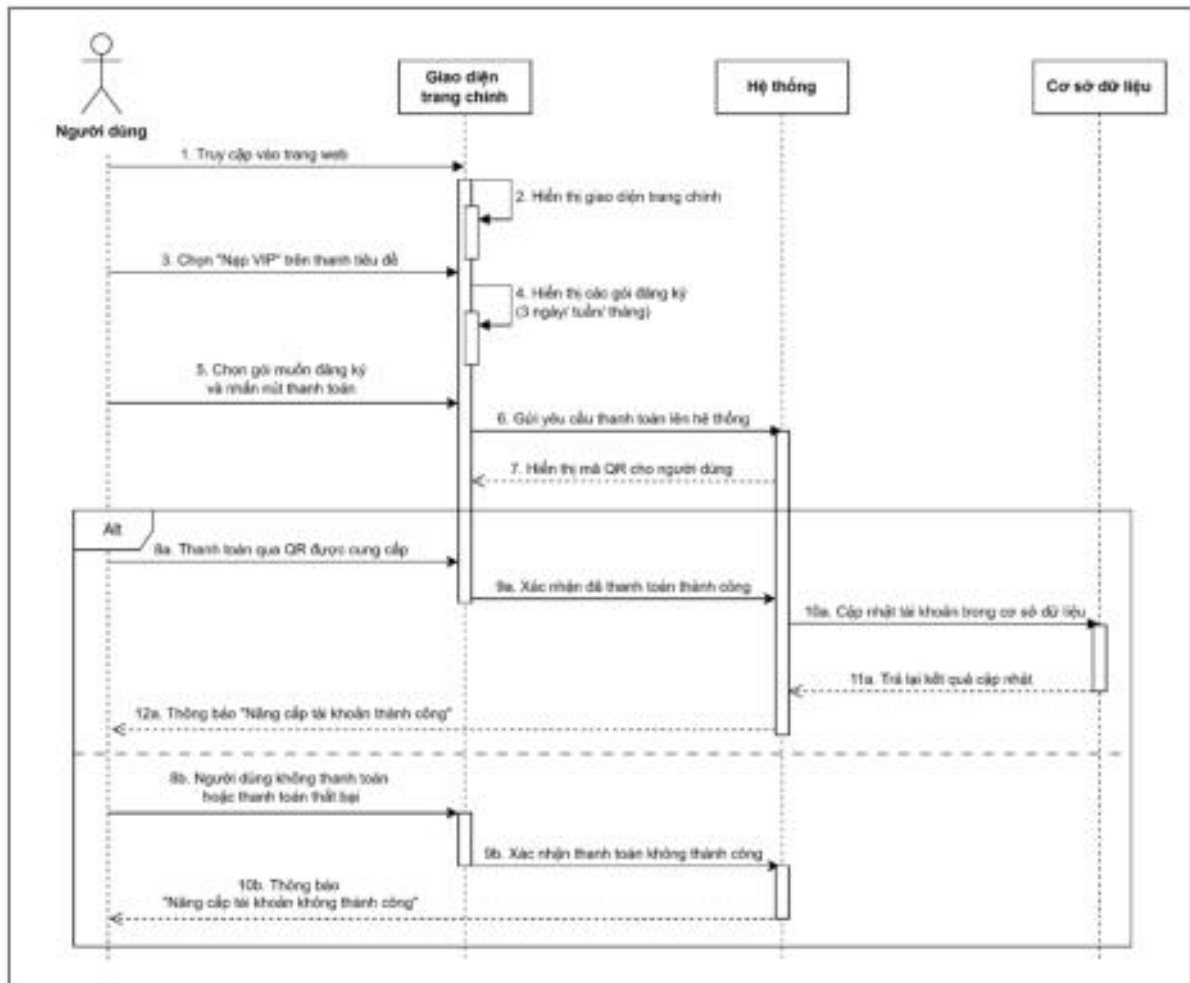 Giao diện
trang chính
Hệ thống
Cơ sở dữ liệu
Người dùng
1. Truy cập vào trang web
2. Hiển thị giao diện trang chính
3. Chọn "Nạp VIP" trên thanh tiêu đề
4. Hiển thị các gói đăng ký
(3 ngày/ tuần/ tháng)
5. Chọn gói muốn đăng ký
và nhấn nút thanh toán
6. Gửi yêu cầu thanh toán lên hệ thống
7. Hiển thị mã QR cho người dùng
Alt
8a. Thanh toán qua QR được cung cấp
9a. Xác nhận đã thanh toán thành công
10a. Cập nhật tài khoản trong cơ sở dữ liệu
11a. Trả lại kết quả cập nhật
12a. Thông báo "Nâng cấp tài khoản thành công"
8b. Người dùng không thanh toán
hoặc thanh toán thất bại
9b. Xác nhận thanh toán không thành công
10b. Thông báo
"Nâng cấp tài khoản không thành công"